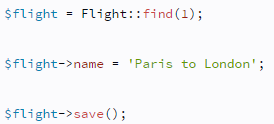 $flight = Flight::find(1);
$flight->name = 'Paris to London';
$flight->save();